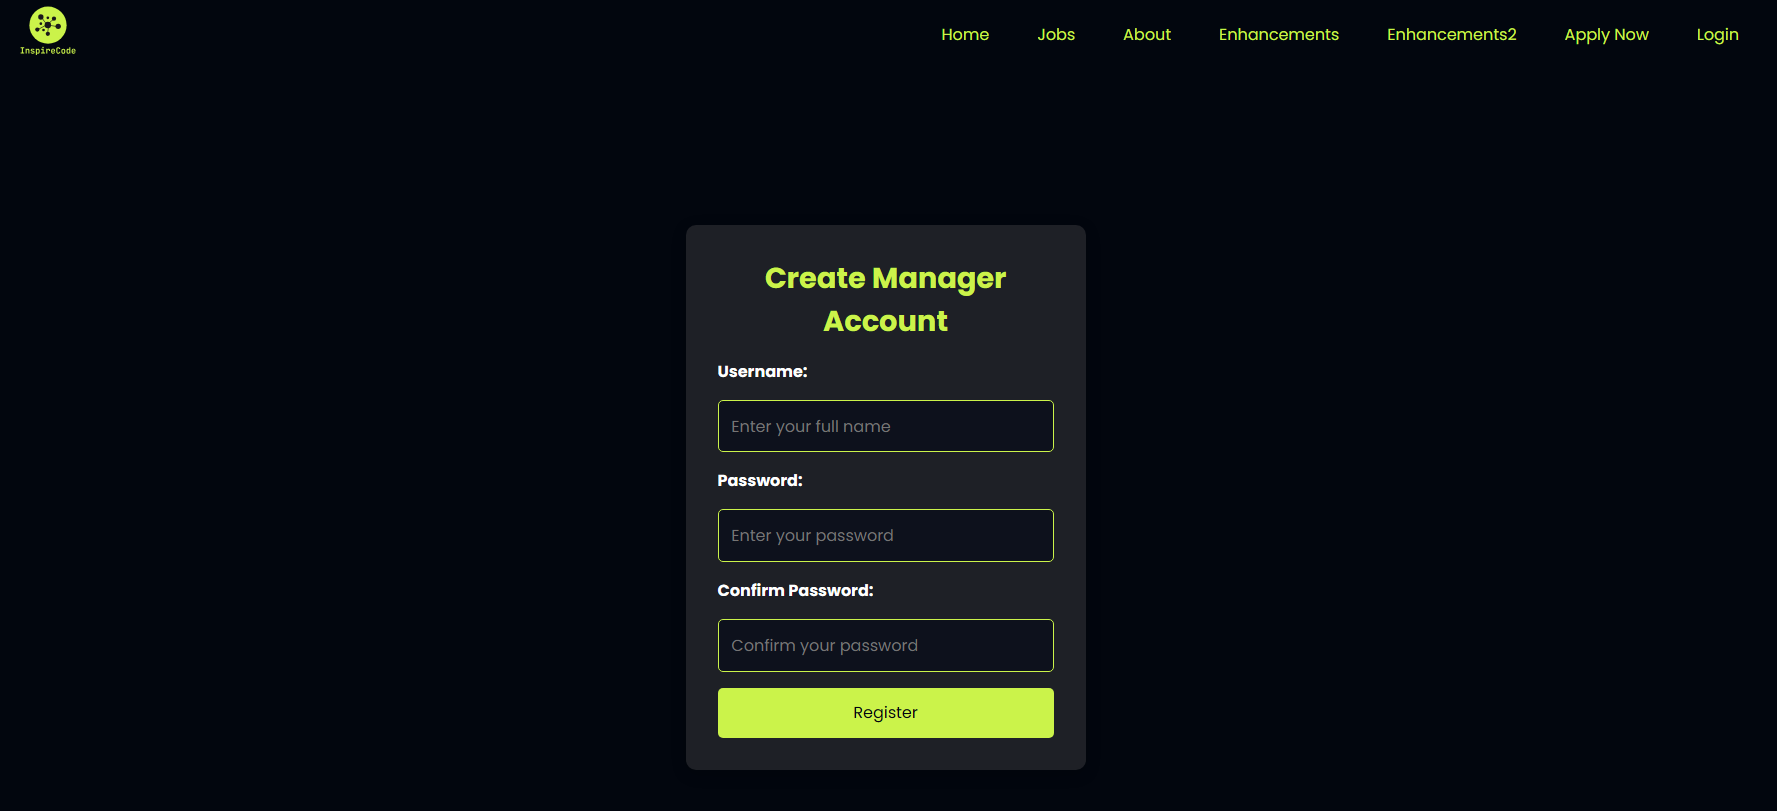 InspireCode
Home Jobs About Enhancements Enhancements2 Apply Now Login
Create Manager
Account
Username:
Enter your full name
Password:
Enter your password
Confirm Password:
Confirm your password
Register